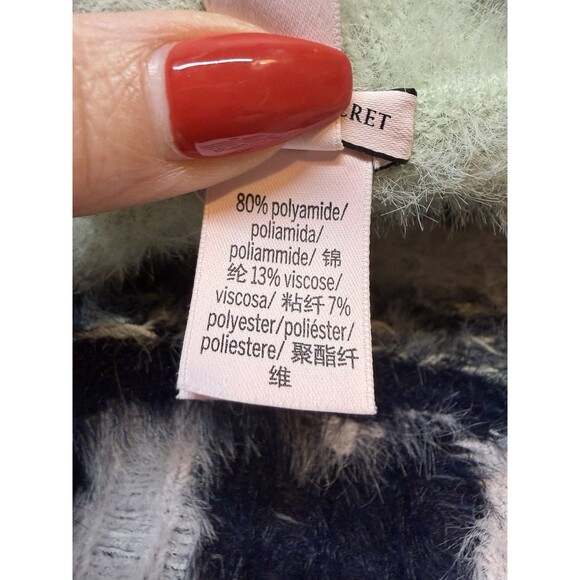 CRET
80% polyamide/
poliamida/
poliammide/ 锦
纶 13% viscose/
viscosa/ 粘纤 7%
polyester/poliéster/
poliestere/ 聚酯纤
维